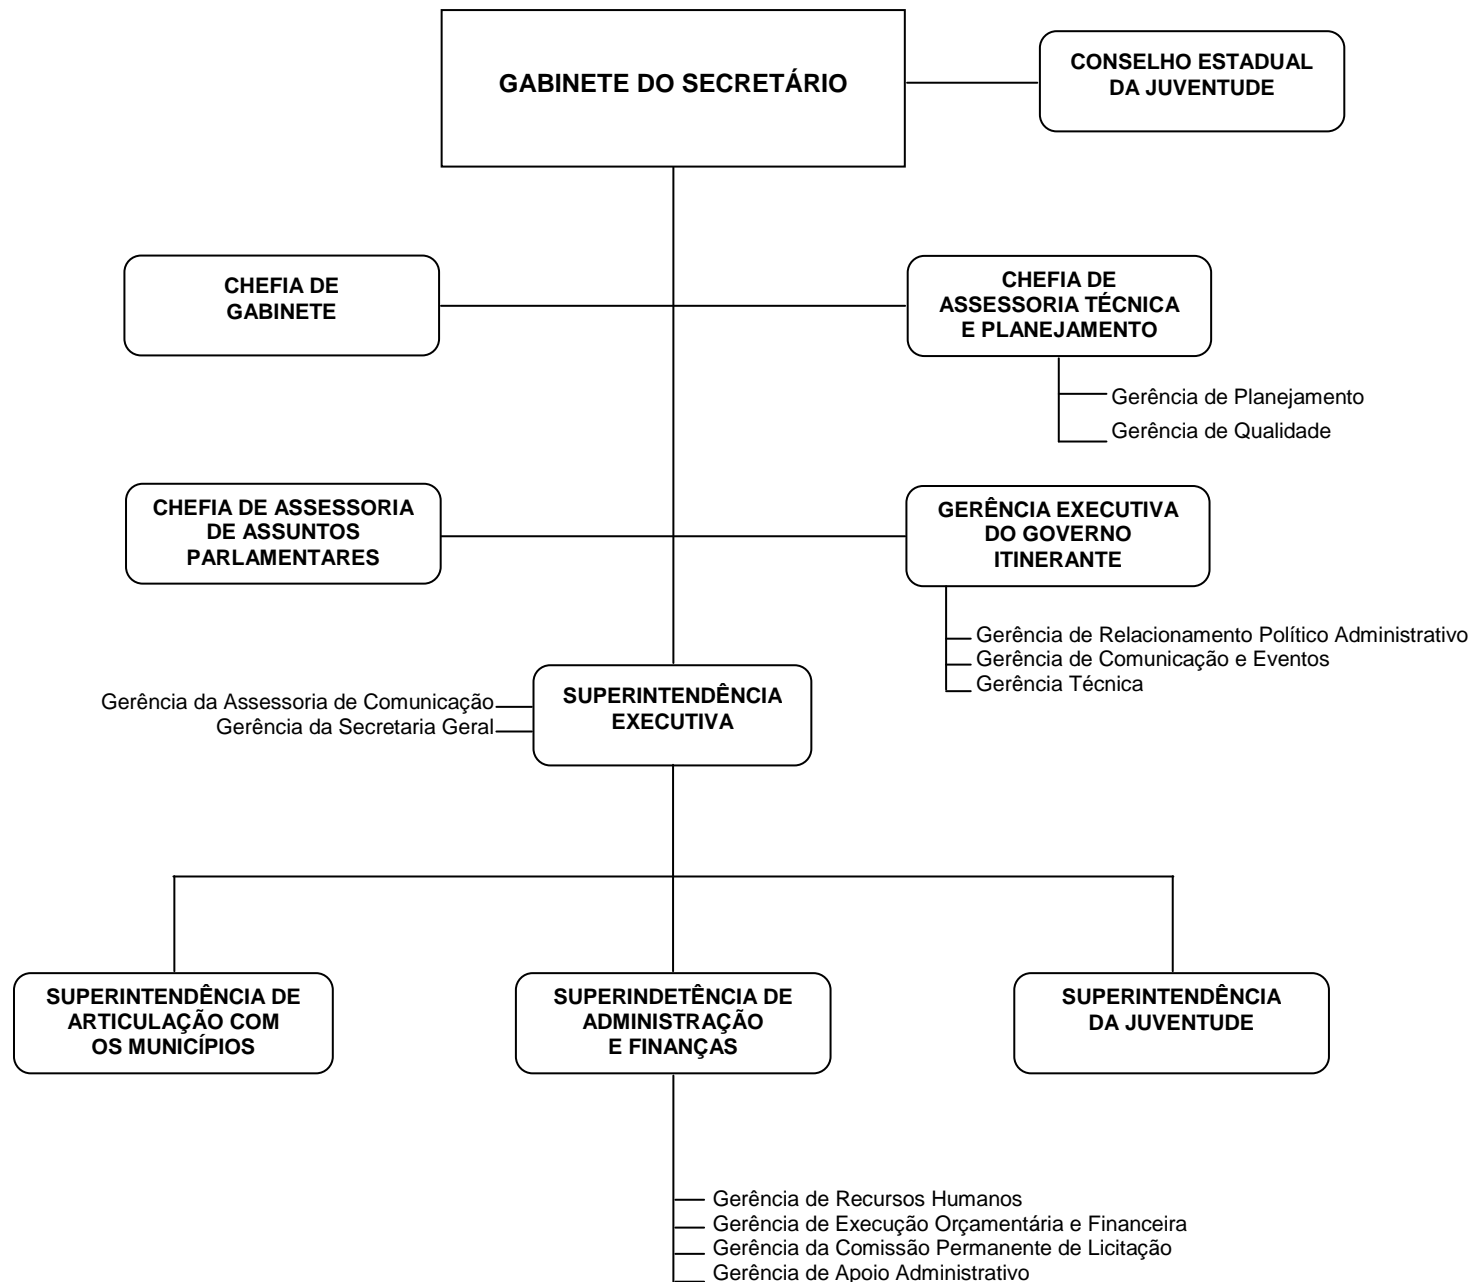 GABINETE DO SECRETÁRIO
CONSELHO ESTADUAL
DA JUVENTUDE
CHEFIA DE
GABINETE
CHEFIA DE
ASSESSORIA TÉCNICA
E PLANEJAMENTO
Gerência de Planejamento
Gerência de Qualidade
CHEFIA DE ASSESSORIA
DE ASSUNTOS
PARLAMENTARES
GERÊNCIA EXECUTIVA
DO GOVERNO
ITINERANTE
Gerência de Relacionamento Político Administrativo
Gerência de Comunicação e Eventos
Gerência Técnica
Gerência da Assessoria de Comunicação
Gerência da Secretaria Geral
SUPERINTENDÊNCIA
EXECUTIVA
SUPERINTENDÊNCIA DE
ARTICULAÇÃO COM
OS MUNICÍPIOS
SUPERINDETÊNCIA DE
ADMINISTRAÇÃO
E FINANÇAS
SUPERINTENDÊNCIA
DA JUVENTUDE
Gerência de Recursos Humanos
Gerência de Execução Orçamentária e Financeira
Gerência da Comissão Permanente de Licitação
Gerência de Apoio Administrativo